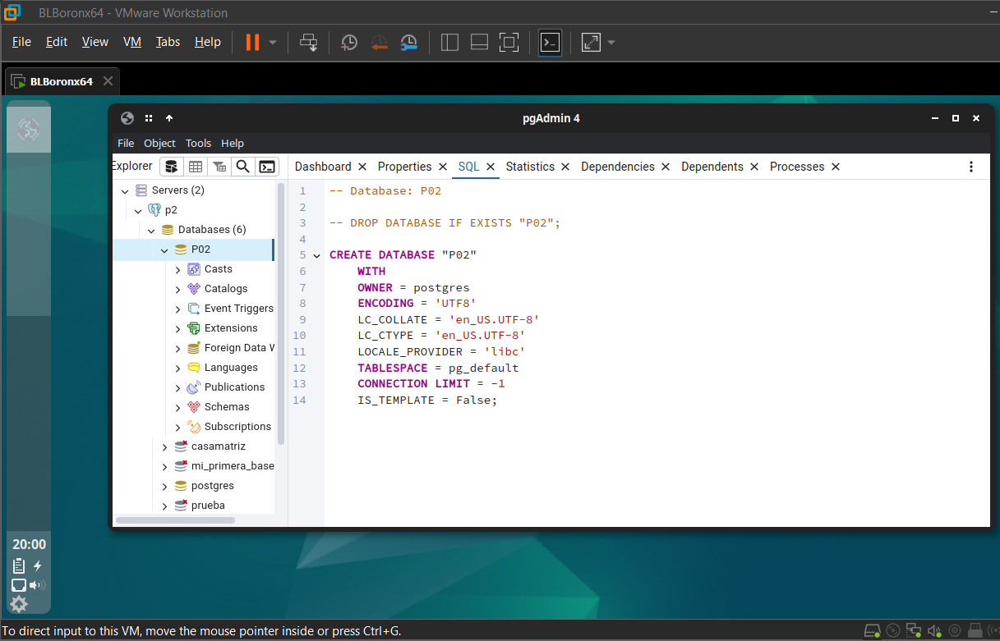 BLBoronx64 - VMware Workstation
File Edit View VM Tabs Help
BLBoronx64
pgAdmin 4
File Object Tools Help
Explorer
Dashboard Properties SQL Statistics Dependencies Dependents Processes
Servers (2)
p2
Databases (6)
P02
Casts
Catalogs
Event Triggers
Extensions
Foreign Data W
Languages
Publications
Schemas
Subscriptions
casamatriz
mi_primera_base
postgres
prueba
1 -- Database: P02
2
3 -- DROP DATABASE IF EXISTS "P02";
4
5 CREATE DATABASE "P02"
6 WITH
7 OWNER = postgres
8 ENCODING = 'UTF8'
9 LC_COLLATE = 'en_US.UTF-8'
10 LC_CTYPE = 'en_US.UTF-8'
11 LOCALE_PROVIDER = 'libc'
12 TABLESPACE = pg_default
13 CONNECTION LIMIT = -1
14 IS_TEMPLATE = False;
20:00
To direct input to this VM, move the mouse pointer inside or press Ctrl+G.